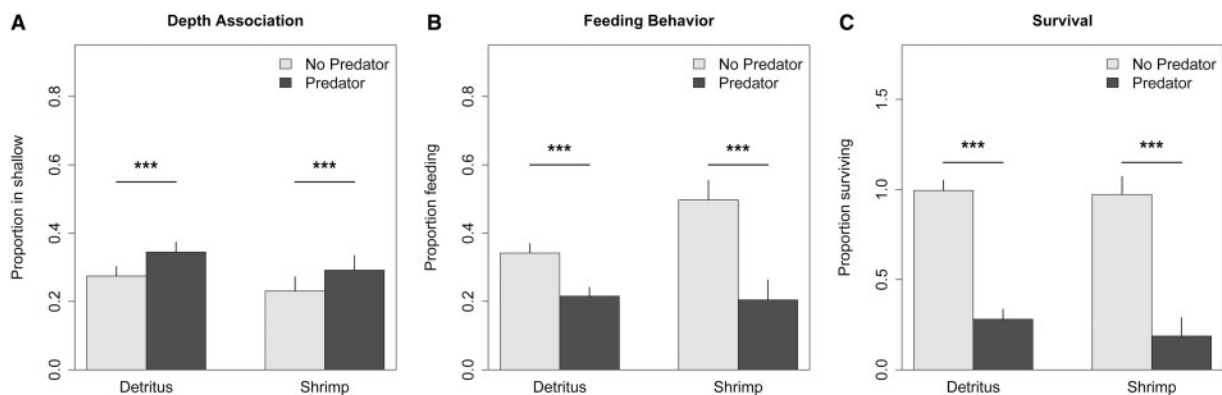 A
Depth Association
No Predator
Predator
Proportion in shallow
0.0
0.2
0.4
0.6
0.8
***
***
Detritus
Shrimp
B
Feeding Behavior
No Predator
Predator
Proportion feeding
0.0
0.2
0.4
0.6
0.8
***
***
Detritus
Shrimp
C
Survival
No Predator
Predator
Proportion surviving
0.0
0.5
1.0
1.5
***
***
Detritus
Shrimp